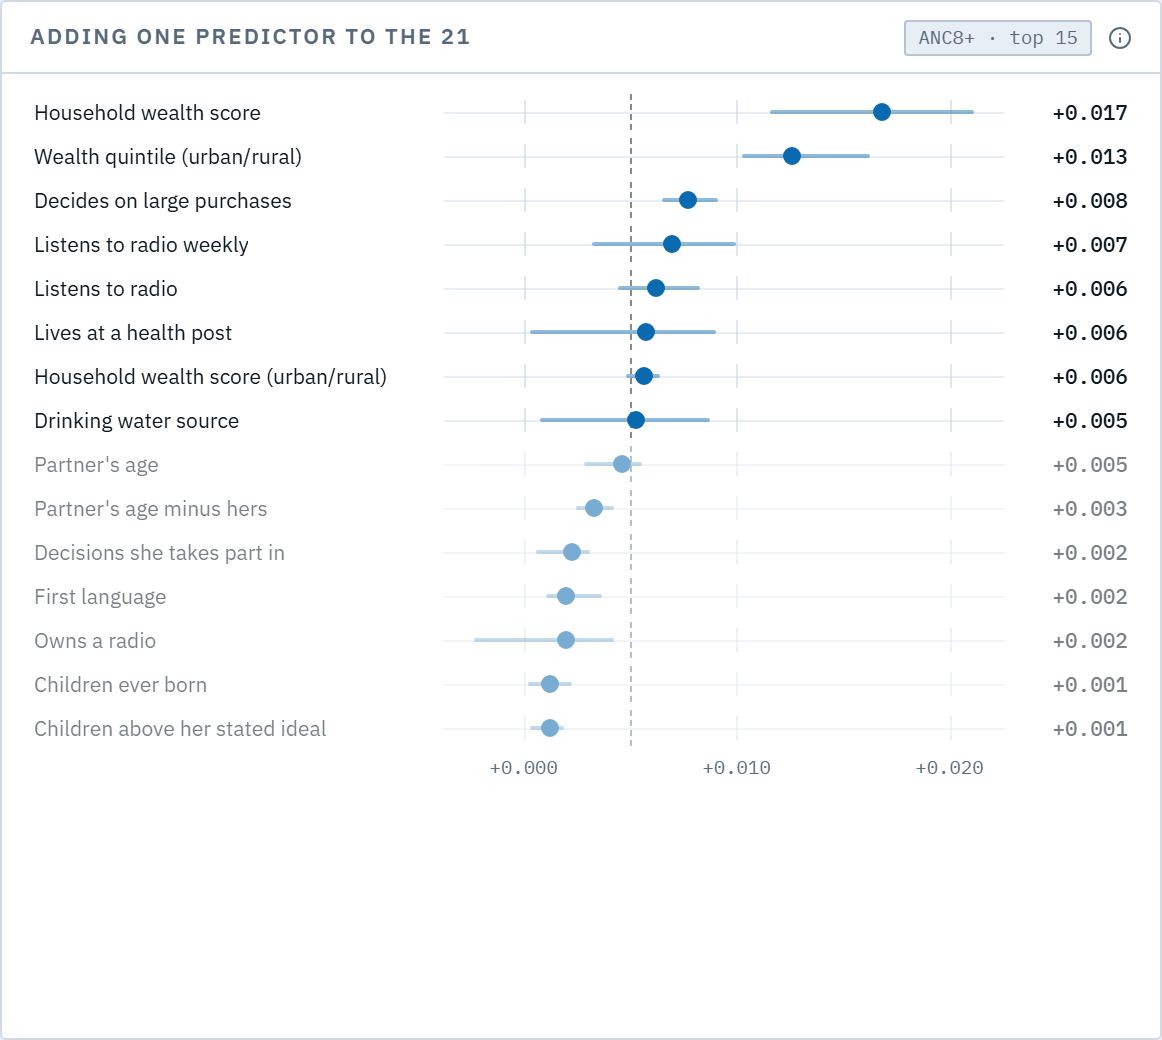 ADDING ONE PREDICTOR TO THE 21
ANC8+ · top 15
Household wealth score +0.017
Wealth quintile (urban/rural) +0.013
Decides on large purchases +0.008
Listens to radio weekly +0.007
Listens to radio +0.006
Lives at a health post +0.006
Household wealth score (urban/rural) +0.006
Drinking water source +0.005
Partner's age +0.005
Partner's age minus hers +0.003
Decisions she takes part in +0.002
First language +0.002
Owns a radio +0.002
Children ever born +0.001
Children above her stated ideal +0.001
+0.000 +0.010 +0.020